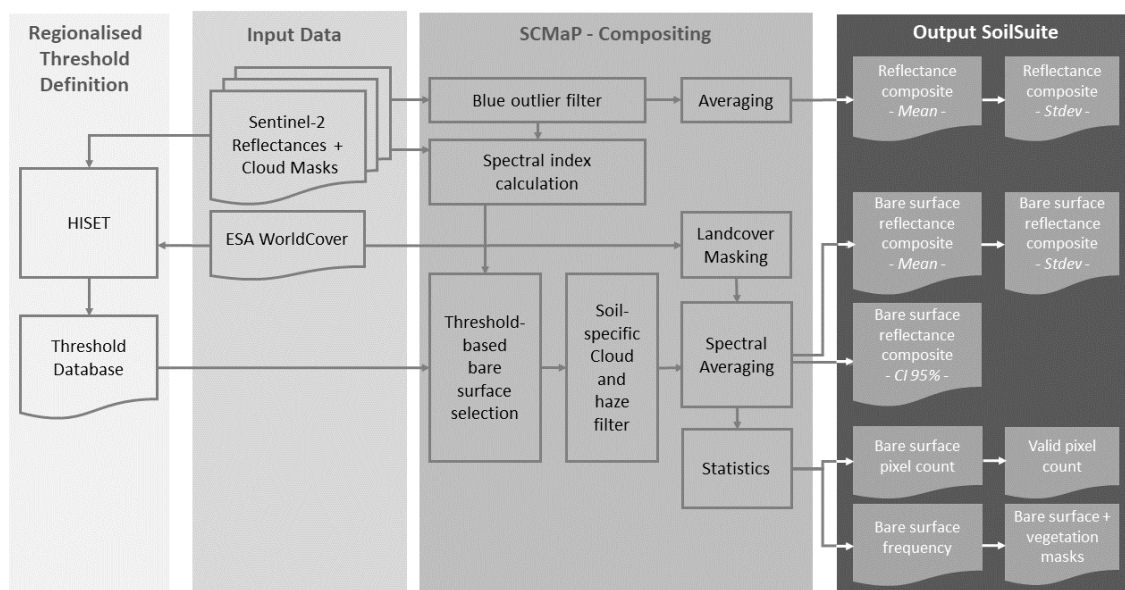 Regionalised
Threshold
Definition
Input Data
SCMaP - Compositing
Output SoilSuite
Sentinel-2
Reflectances +
Cloud Masks
Blue outlier filter
Averaging
Reflectance
composite
- Mean -
Reflectance
composite
- Stdev -
Spectral index
calculation
HISET
ESA WorldCover
Landcover
Masking
Bare surface
reflectance
composite
- Mean -
Bare surface
reflectance
composite
- Stdev -
Threshold
Database
Threshold-
based
bare
surface
selection
Soil-
specific
Cloud
and
haze
filter
Spectral
Averaging
Bare surface
reflectance
composite
- CI 95% -
Statistics
Bare surface
pixel count
Valid pixel
count
Bare surface
frequency
Bare surface +
vegetation
masks